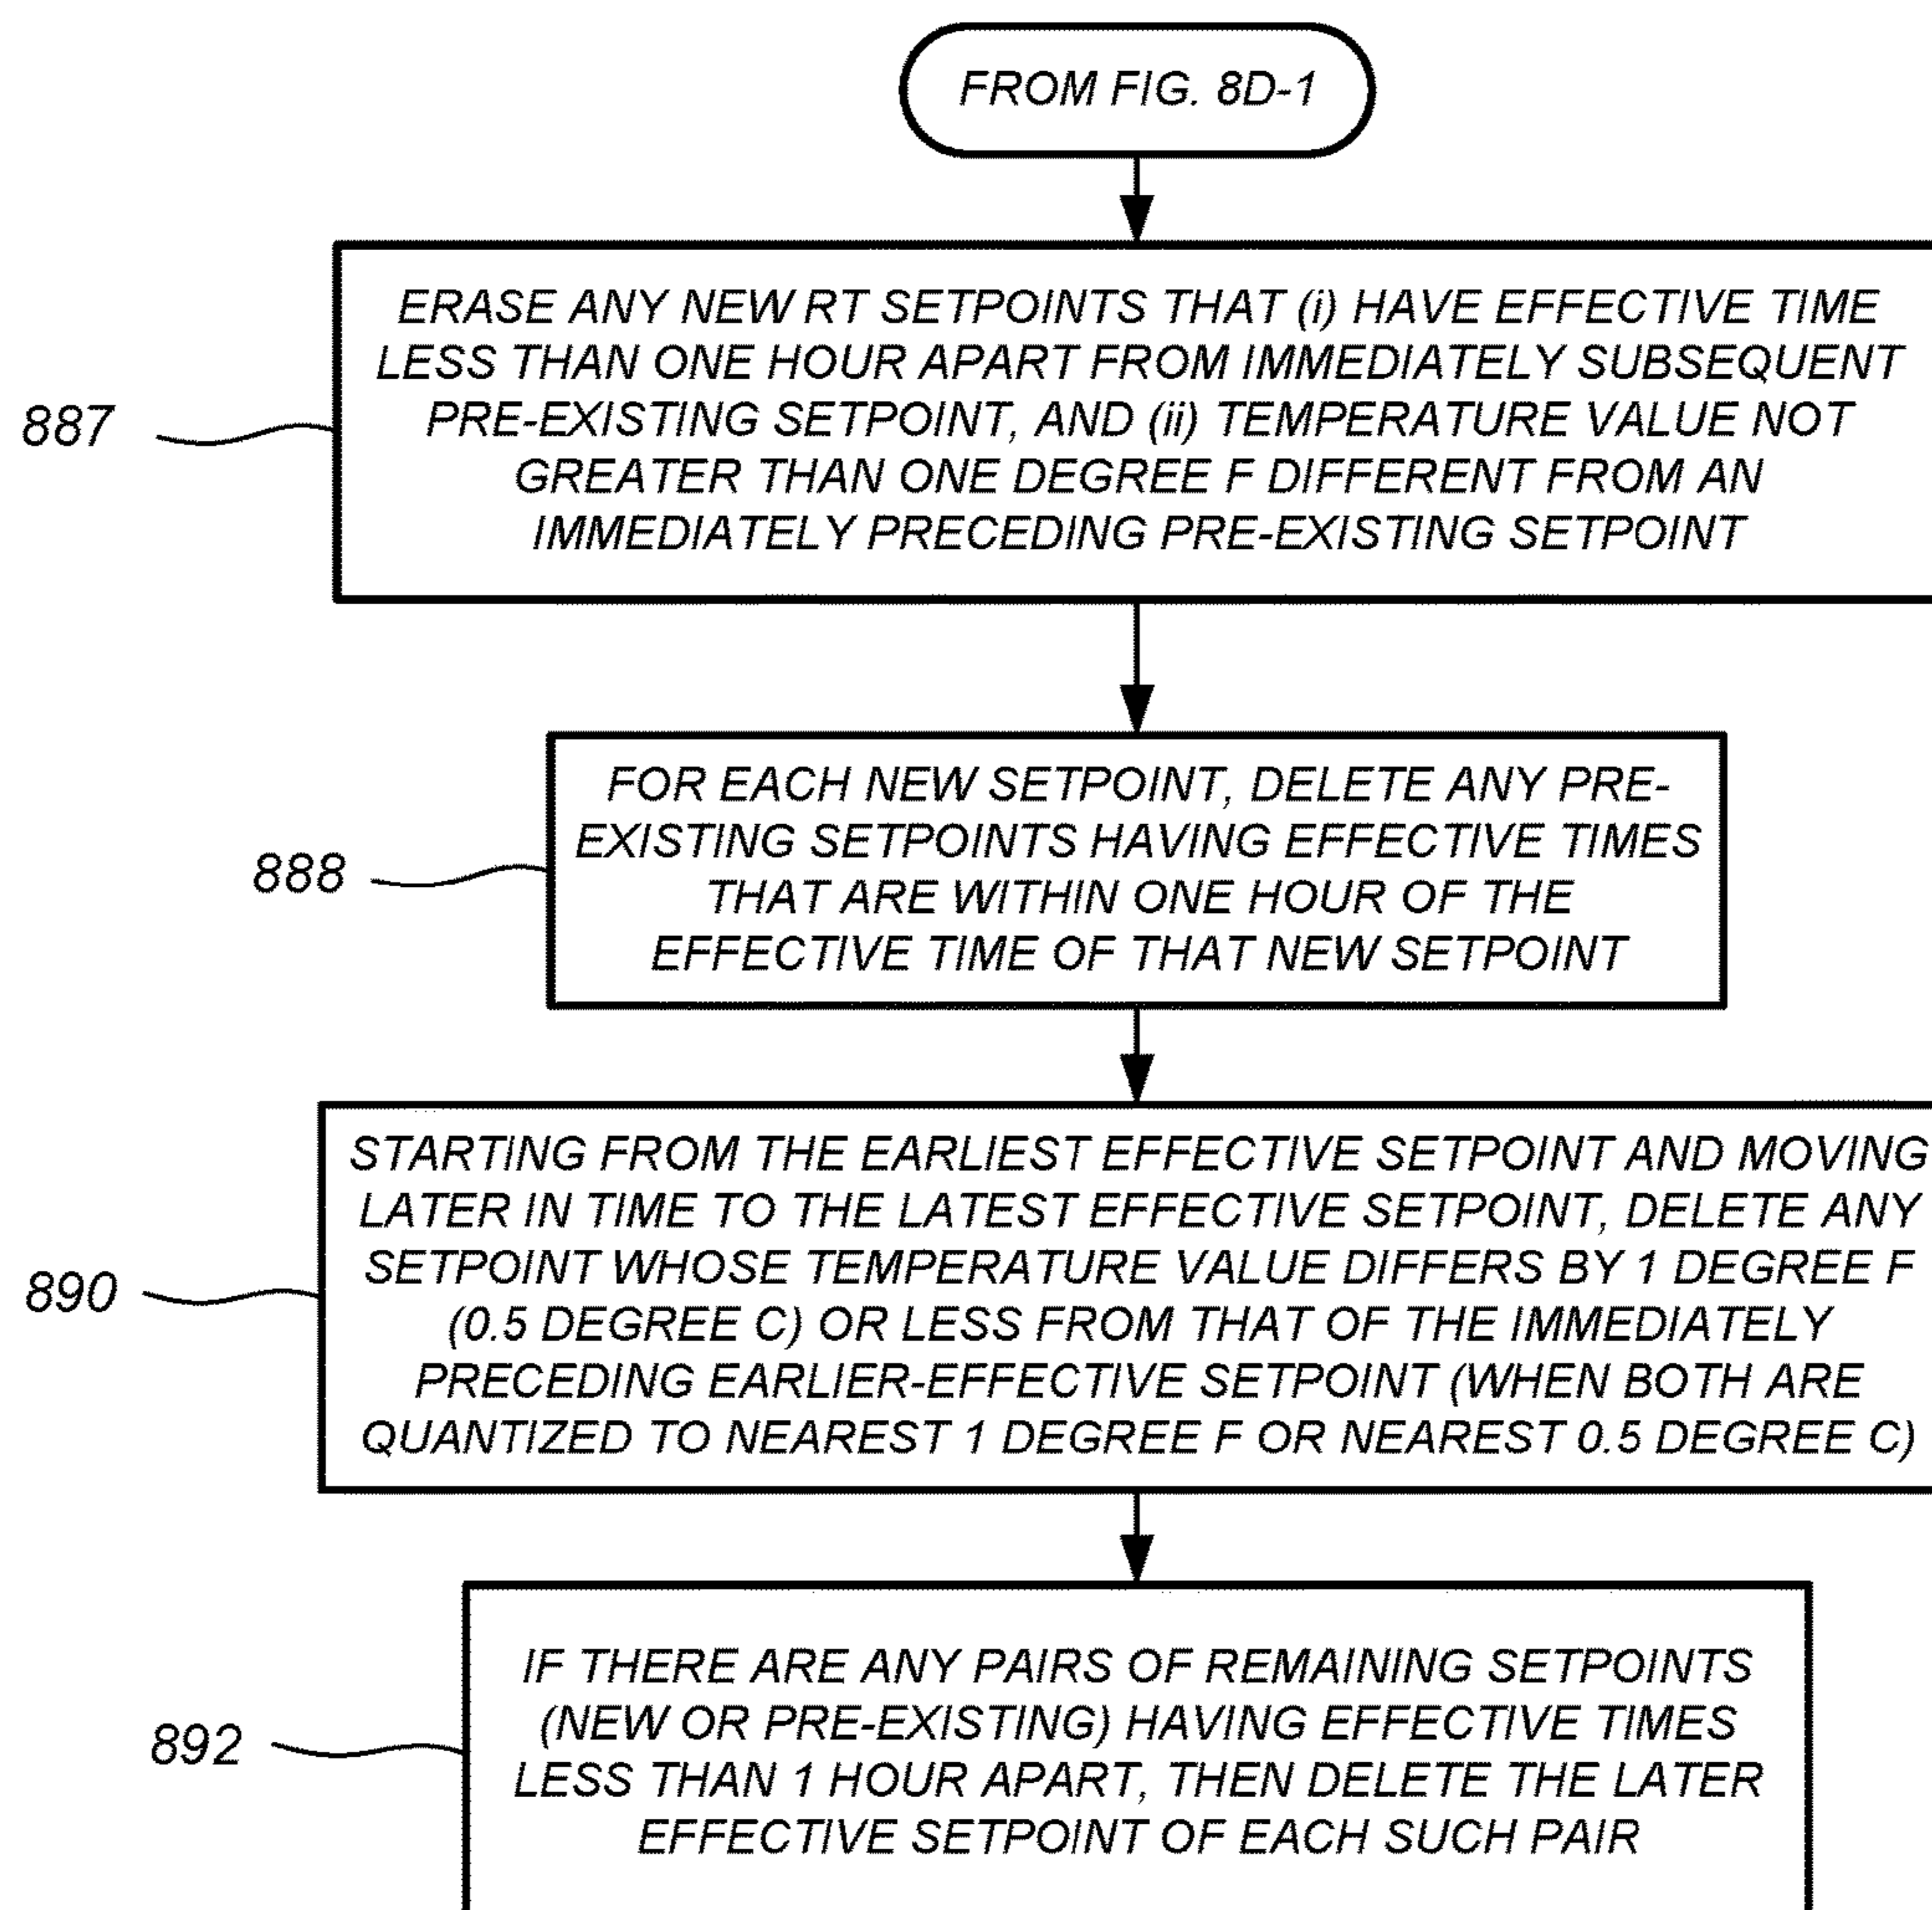 FROM FIG. 8D-1
ERASE ANY NEW RT SETPOINTS THAT (i) HAVE EFFECTIVE TIME
LESS THAN ONE HOUR APART FROM IMMEDIATELY SUBSEQUENT
PRE-EXISTING SETPOINT, AND (ii) TEMPERATURE VALUE NOT
GREATER THAN ONE DEGREE F DIFFERENT FROM AN
IMMEDIATELY PRECEDING PRE-EXISTING SETPOINT
887
FOR EACH NEW SETPOINT, DELETE ANY PRE-
EXISTING SETPOINTS HAVING EFFECTIVE TIMES
THAT ARE WITHIN ONE HOUR OF THE
EFFECTIVE TIME OF THAT NEW SETPOINT
888
STARTING FROM THE EARLIEST EFFECTIVE SETPOINT AND MOVING
LATER IN TIME TO THE LATEST EFFECTIVE SETPOINT, DELETE ANY
SETPOINT WHOSE TEMPERATURE VALUE DIFFERS BY 1 DEGREE F
(0.5 DEGREE C) OR LESS FROM THAT OF THE IMMEDIATELY
PRECEDING EARLIER-EFFECTIVE SETPOINT (WHEN BOTH ARE
QUANTIZED TO NEAREST 1 DEGREE F OR NEAREST 0.5 DEGREE C)
890
IF THERE ARE ANY PAIRS OF REMAINING SETPOINTS
(NEW OR PRE-EXISTING) HAVING EFFECTIVE TIMES
LESS THAN 1 HOUR APART, THEN DELETE THE LATER
EFFECTIVE SETPOINT OF EACH SUCH PAIR
892